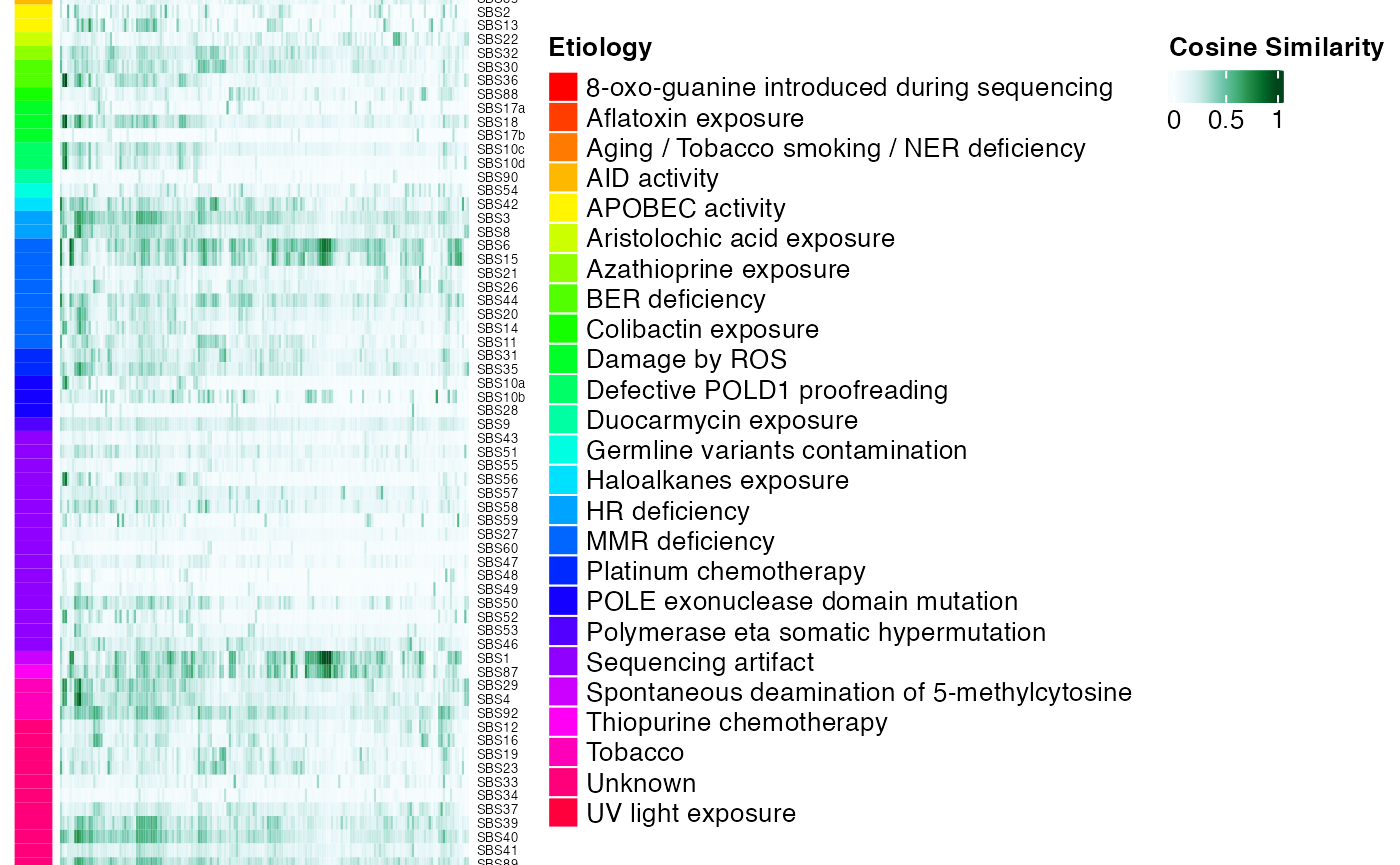 SBS2
SBS13
SBS22
SBS32
SBS30
SBS36
SBS88
SBS17a
SBS18
SBS17b
SBS10c
SBS10d
SBS90
SBS54
SBS42
SBS3
SBS8
SBS6
SBS15
SBS21
SBS26
SBS44
SBS20
SBS14
SBS11
SBS31
SBS35
SBS10a
SBS10b
SBS28
SBS9
SBS43
SBS51
SBS55
SBS56
SBS57
SBS58
SBS59
SBS27
SBS60
SBS47
SBS48
SBS49
SBS50
SBS52
SBS53
SBS46
SBS1
SBS87
SBS29
SBS4
SBS92
SBS12
SBS16
SBS19
SBS23
SBS33
SBS34
SBS37
SBS39
SBS40
SBS41
SBS89
Etiology
8-oxo-guanine introduced during sequencing
Aflatoxin exposure
Aging / Tobacco smoking / NER deficiency
AID activity
APOBEC activity
Aristolochic acid exposure
Azathioprine exposure
BER deficiency
Colibactin exposure
Damage by ROS
Defective POLD1 proofreading
Duocarmycin exposure
Germline variants contamination
Haloalkanes exposure
HR deficiency
MMR deficiency
Platinum chemotherapy
POLE exonuclease domain mutation
Polymerase eta somatic hypermutation
Sequencing artifact
Spontaneous deamination of 5-methylcytosine
Thiopurine chemotherapy
Tobacco
Unknown
UV light exposure
Cosine Similarity
0 0.5 1